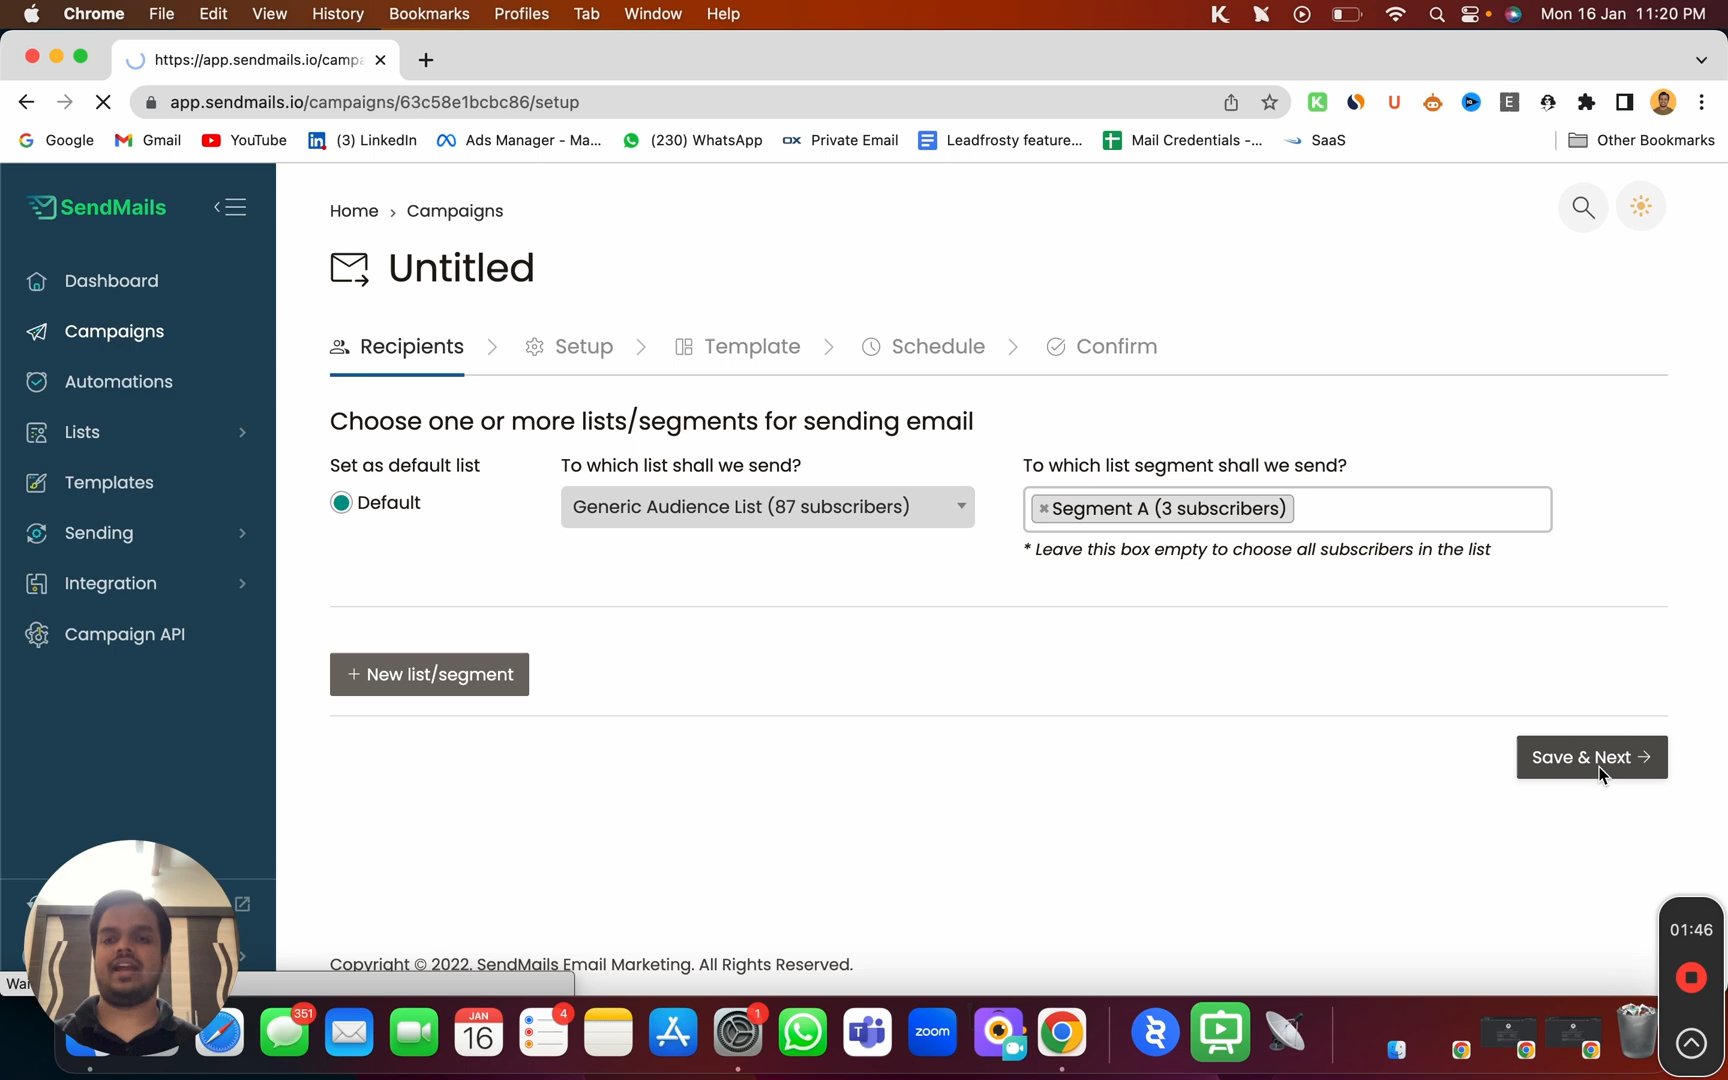 Chrome File Edit View History Bookmarks Profiles Tab Window Help Mon 16 Jan 11:20 PM
https://app.sendmails.io/campa
app.sendmails.io/campaigns/63c58e1bcbc86/setup
Google Gmail YouTube (3) LinkedIn Ads Manager - Ma... (230) WhatsApp OX Private Email Leadfrosty feature... Mail Credentials -... SaaS Other Bookmarks
SendMails
Dashboard
Campaigns
Automations
Lists
Templates
Sending
Integration
Campaign API
Home › Campaigns
Untitled
Recipients Setup Template Schedule Confirm
Choose one or more lists/segments for sending email
Set as default list
Default
To which list shall we send?
Generic Audience List (87 subscribers)
To which list segment shall we send?
× Segment A (3 subscribers)
* Leave this box empty to choose all subscribers in the list
+ New list/segment
Save & Next →
Copyright © 2022. SendMails Email Marketing. All Rights Reserved.
01:46
351
JAN
16
4
1
zoom